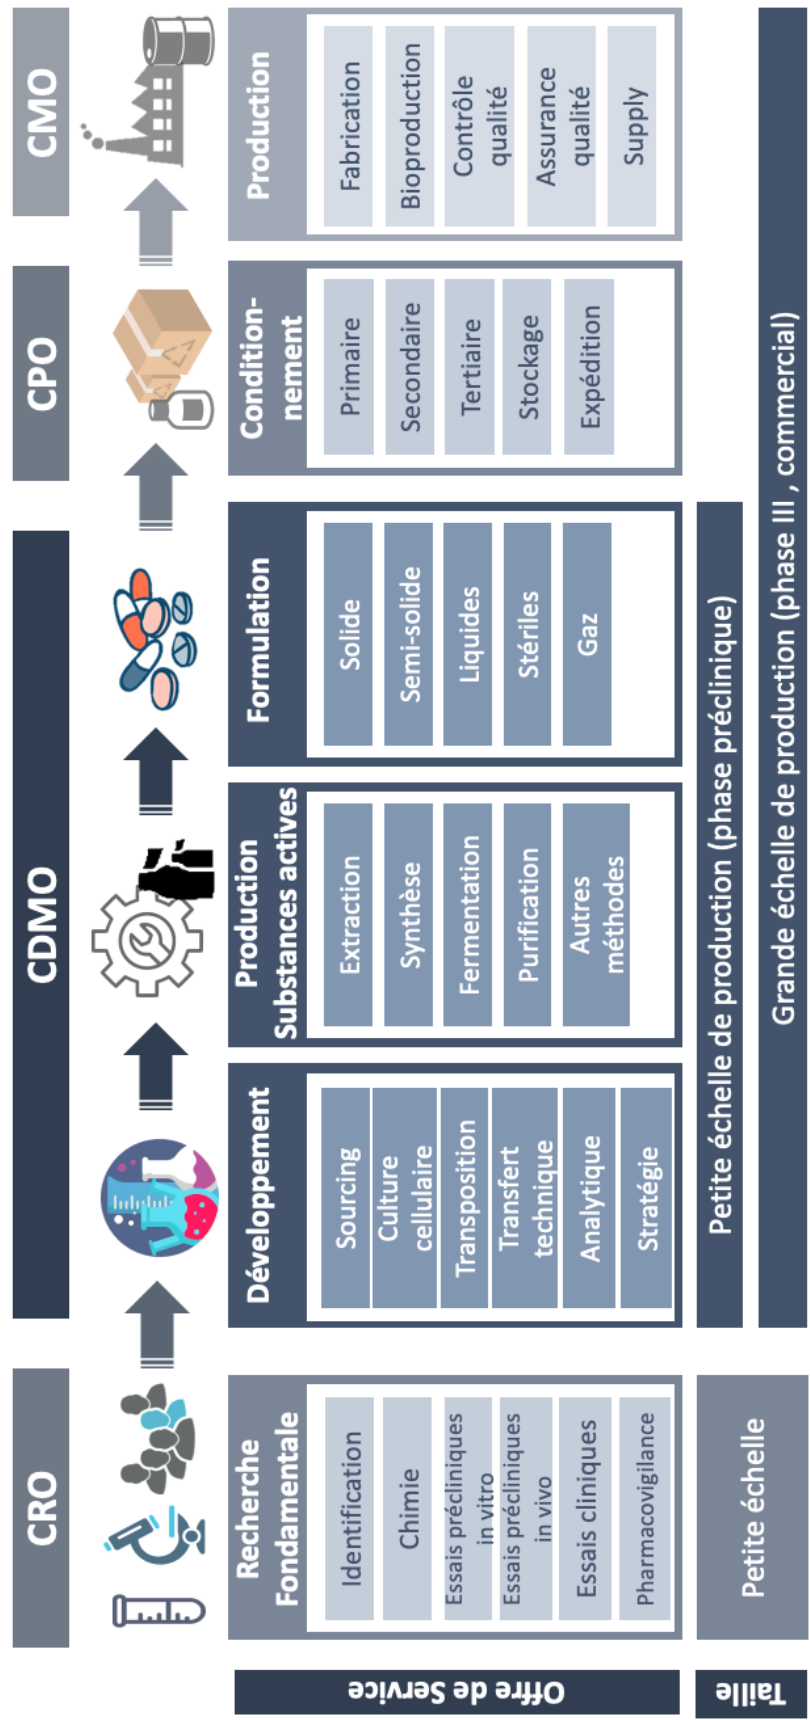 CRO
CDMO
CPO
CMO
Offre de Service
Recherche
Fondamentale
Identification
Chimie
Essais précliniques
in vitro
Essais précliniques
in vivo
Essais cliniques
Pharmacovigilance
Développement
Sourcing
Culture
cellulaire
Transposition
Transfert
technique
Analytique
Stratégie
Production
Substances actives
Extraction
Synthèse
Fermentation
Purification
Autres
méthodes
Formulation
Solide
Semi-solide
Liquides
Stériles
Gaz
Condition-
nement
Primaire
Secondaire
Tertiaire
Stockage
Expédition
Production
Fabrication
Bioproduction
Contrôle
qualité
Assurance
qualité
Supply
Taille
Petite échelle
Petite échelle de production (phase préclinique)
Grande échelle de production (phase III , commercial)